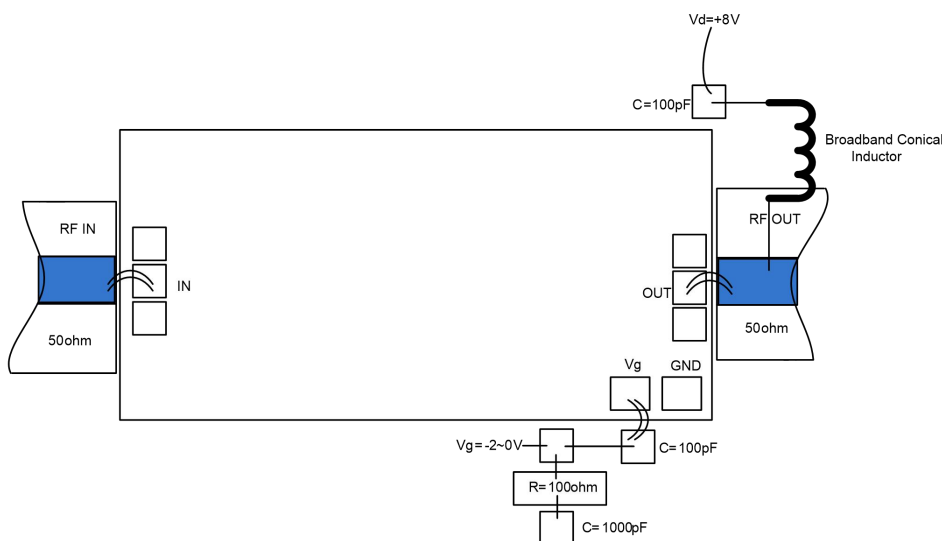 Vd=+8V
C=100pF
Broadband Conical
Inductor
RF IN
RF OUT
IN
OUT
50ohm
50ohm
Vg
GND
Vg=-2~0V
C=100pF
R=100ohm
C=1000pF